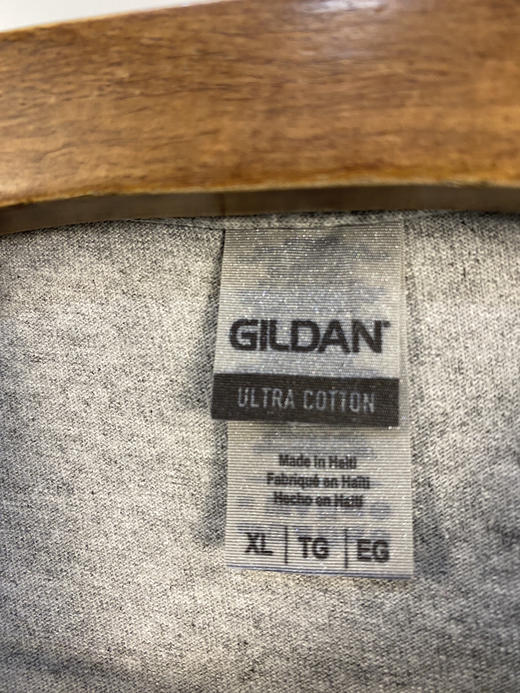 GILDAN®
ULTRA COTTON
Made in Haiti
Fabriqué en Haïti
Hecho en Haití
XL | TG | EG